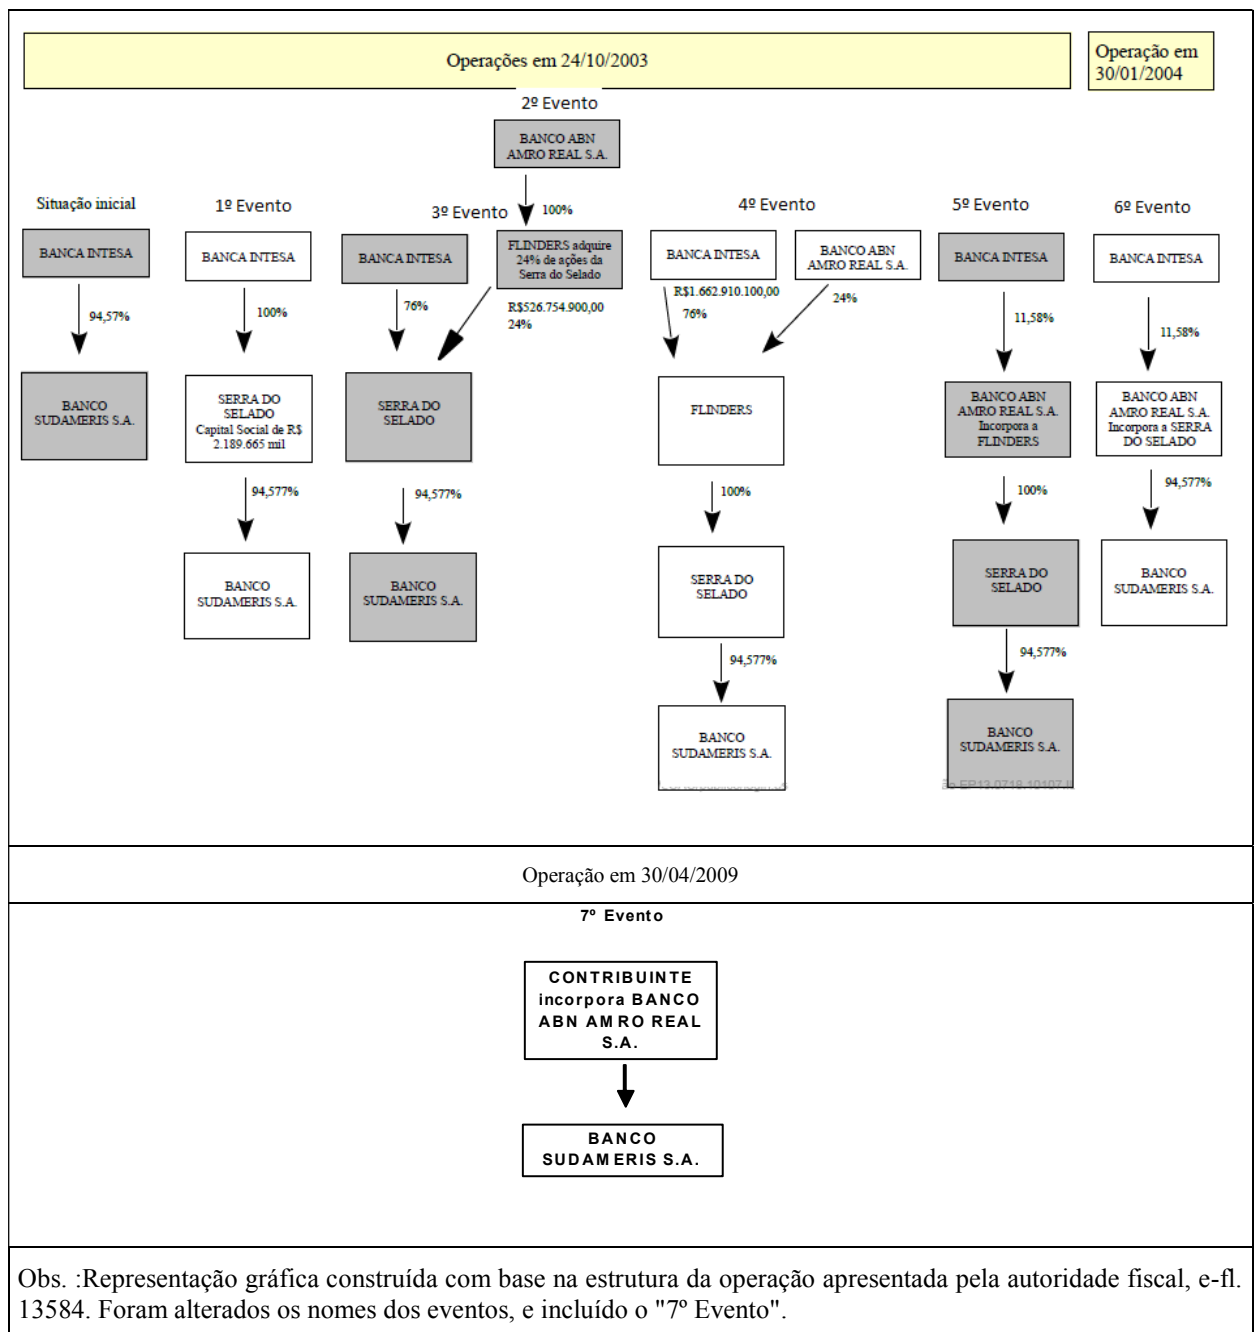 Operações em 24/10/2003
Operação em
30/01/2004
2º Evento
BANCO ABN
AMRO REAL S.A.
100%
Situação inicial
BANCA INTESA
94,57%
BANCO
SUDAMERIS S.A.
1º Evento
BANCA INTESA
100%
SERRA DO
SELADO
Capital Social de R$
2.189.665 mil
94,577%
BANCO
SUDAMERIS S.A.
3º Evento
BANCA INTESA
76%
FLINDERS adquire
24% de ações da
Serra do Selado
R$526.754.900,00
24%
SERRA DO
SELADO
94,577%
BANCO
SUDAMERIS S.A.
4º Evento
BANCA INTESA
BANCO ABN
AMRO REAL S.A.
R$1.662.910.100,00
76%
24%
FLINDERS
100%
SERRA DO
SELADO
94,577%
BANCO
SUDAMERIS S.A.
5º Evento
BANCA INTESA
11,58%
BANCO ABN
AMRO REAL S.A.
Incorpora a
FLINDERS
100%
SERRA DO
SELADO
94,577%
BANCO
SUDAMERIS S.A.
6º Evento
BANCA INTESA
11,58%
BANCO ABN
AMRO REAL S.A.
Incorpora a SERRA
DO SELADO
94,577%
BANCO
SUDAMERIS S.A.
Operação em 30/04/2009
7º Evento
CONTRIBUINTE
incorpora BANCO
ABN AMRO REAL
S.A.
BANCO
SUDAMERIS S.A.
Obs. :Representação gráfica construída com base na estrutura da operação apresentada pela autoridade fiscal, e-fl.
13584. Foram alterados os nomes dos eventos, e incluído o "7º Evento".